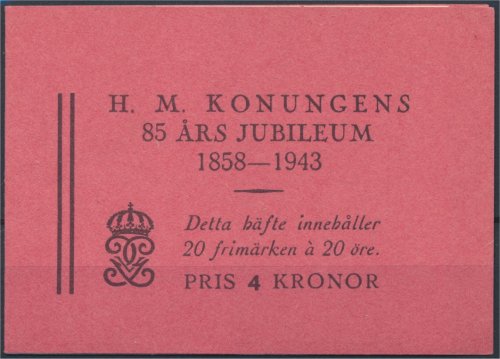 H. M. KONUNGENS
85 ÅRS JUBILEUM
1858—1943
Detta häfte innehåller
20 frimärken à 20 öre.
PRIS 4 KRONOR